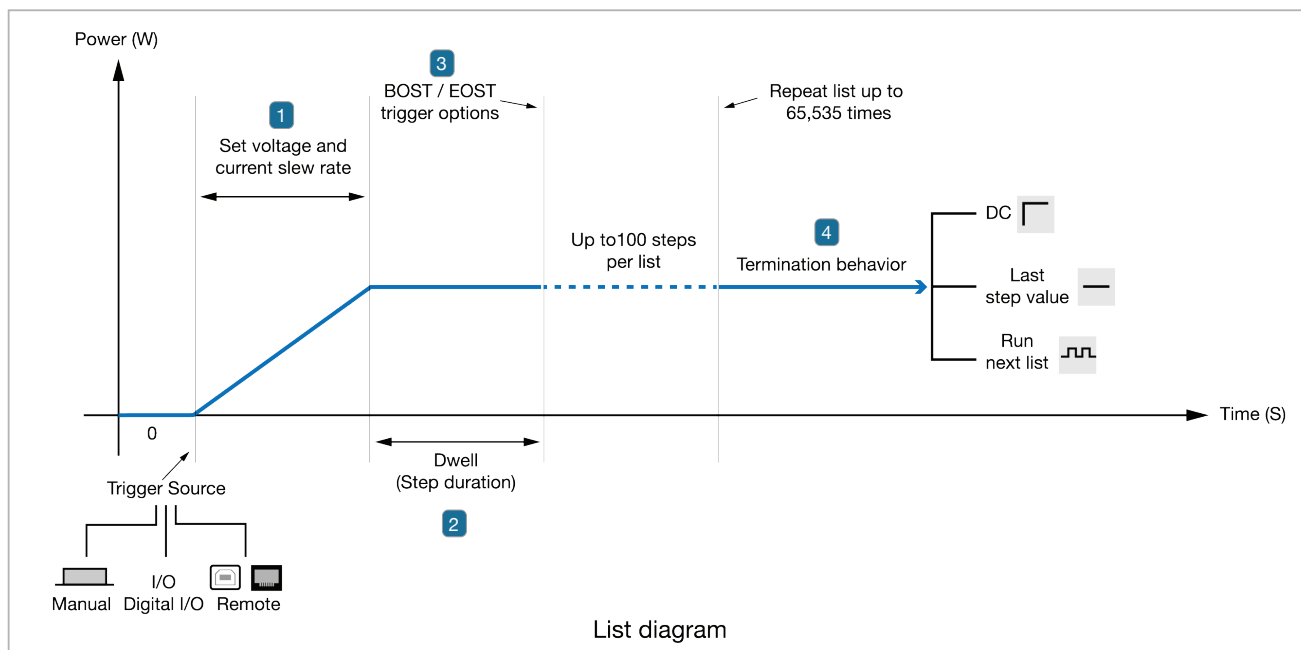 Power (W)
3
BOST / EOST
trigger options
Repeat list up to
65,535 times
1
Set voltage and
current slew rate
DC
Up to100 steps
per list
4
Termination behavior
Last
step value
Run
next list
0
Time (S)
Dwell
(Step duration)
2
Trigger Source
Manual
I/O
Digital I/O
Remote
List diagram